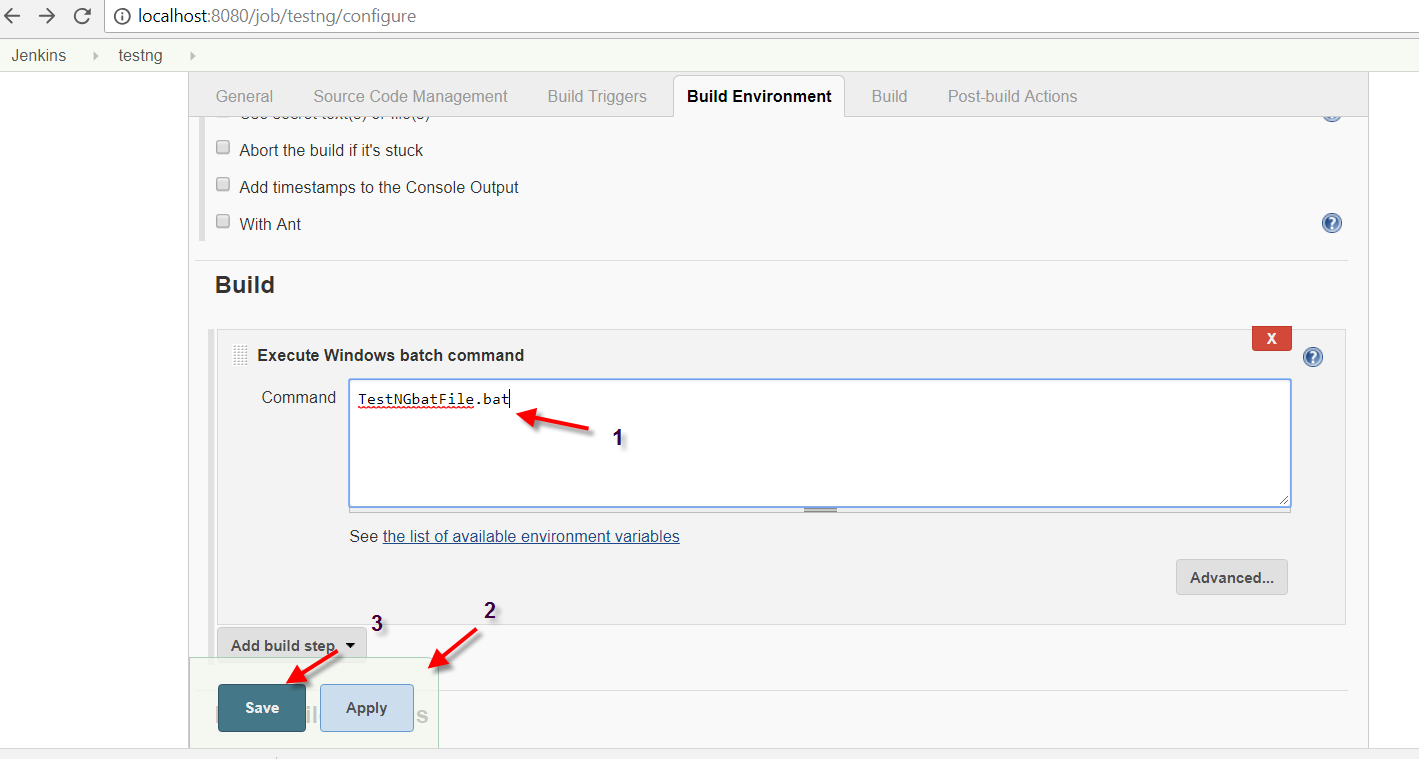 localhost:8080/job/testng/configure
Jenkins testng
General Source Code Management Build Triggers Build Environment Build Post-build Actions
Abort the build if it's stuck
Add timestamps to the Console Output
With Ant
Build
X
Execute Windows batch command
Command TestNGbatFile.bat
1
See the list of available environment variables
Advanced...
2
3
Add build step
Save Apply